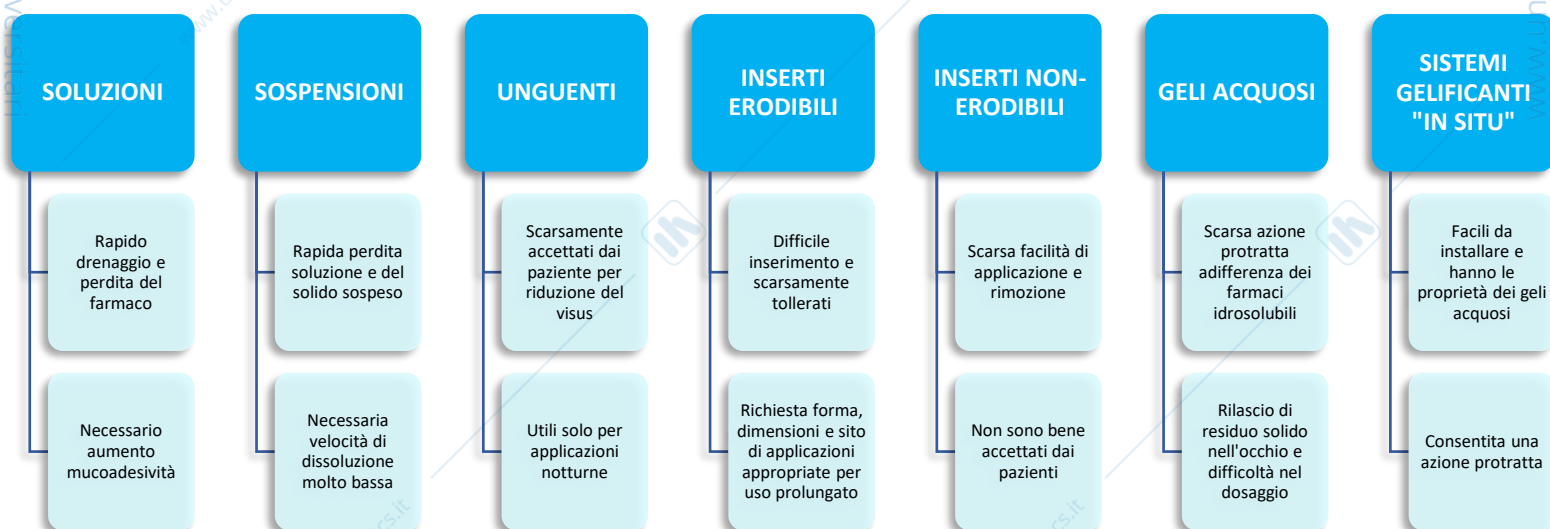 SOLUZIONI
Rapido
drenaggio e
perdita del
farmaco
Necessario
aumento
mucoadesività
SOSPENSIONI
Rapida perdita
soluzione e del
solido sospeso
Necessaria
velocità di
dissoluzione
molto bassa
UNGUENTI
Scarsamente
accettati dai
paziente per
riduzione del
visus
Utili solo per
applicazioni
notturne
INSERTI
ERODIBILI
Difficile
inserimento e
scarsamente
tollerati
Richiesta forma,
dimensioni e sito
di applicazioni
appropriate per
uso prolungato
INSERTI NON-
ERODIBILI
Scarsa facilità di
applicazione e
rimozione
Non sono bene
accettati dai
pazienti
GELI ACQUOSI
Scarsa azione
protratta
adifferenza dei
farmaci
idrosolubili
Rilascio di
residuo solido
nell'occhio e
difficoltà nel
dosaggio
SISTEMI
GELIFICANTI
"IN SITU"
Facili da
installare e
hanno le
proprietà dei geli
acquosi
Consentita una
azione protratta